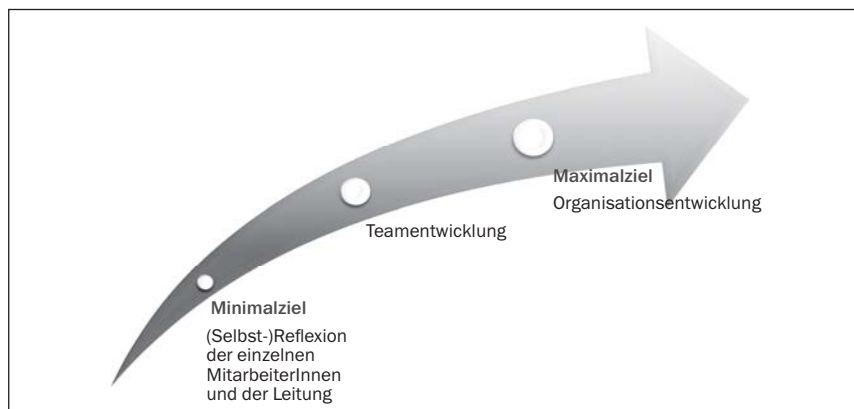 Minimalziel
(Selbst-)Reflexion
der einzelnen
MitarbeiterInnen
und der Leitung
Teamentwicklung
Maximalziel
Organisationsentwicklung